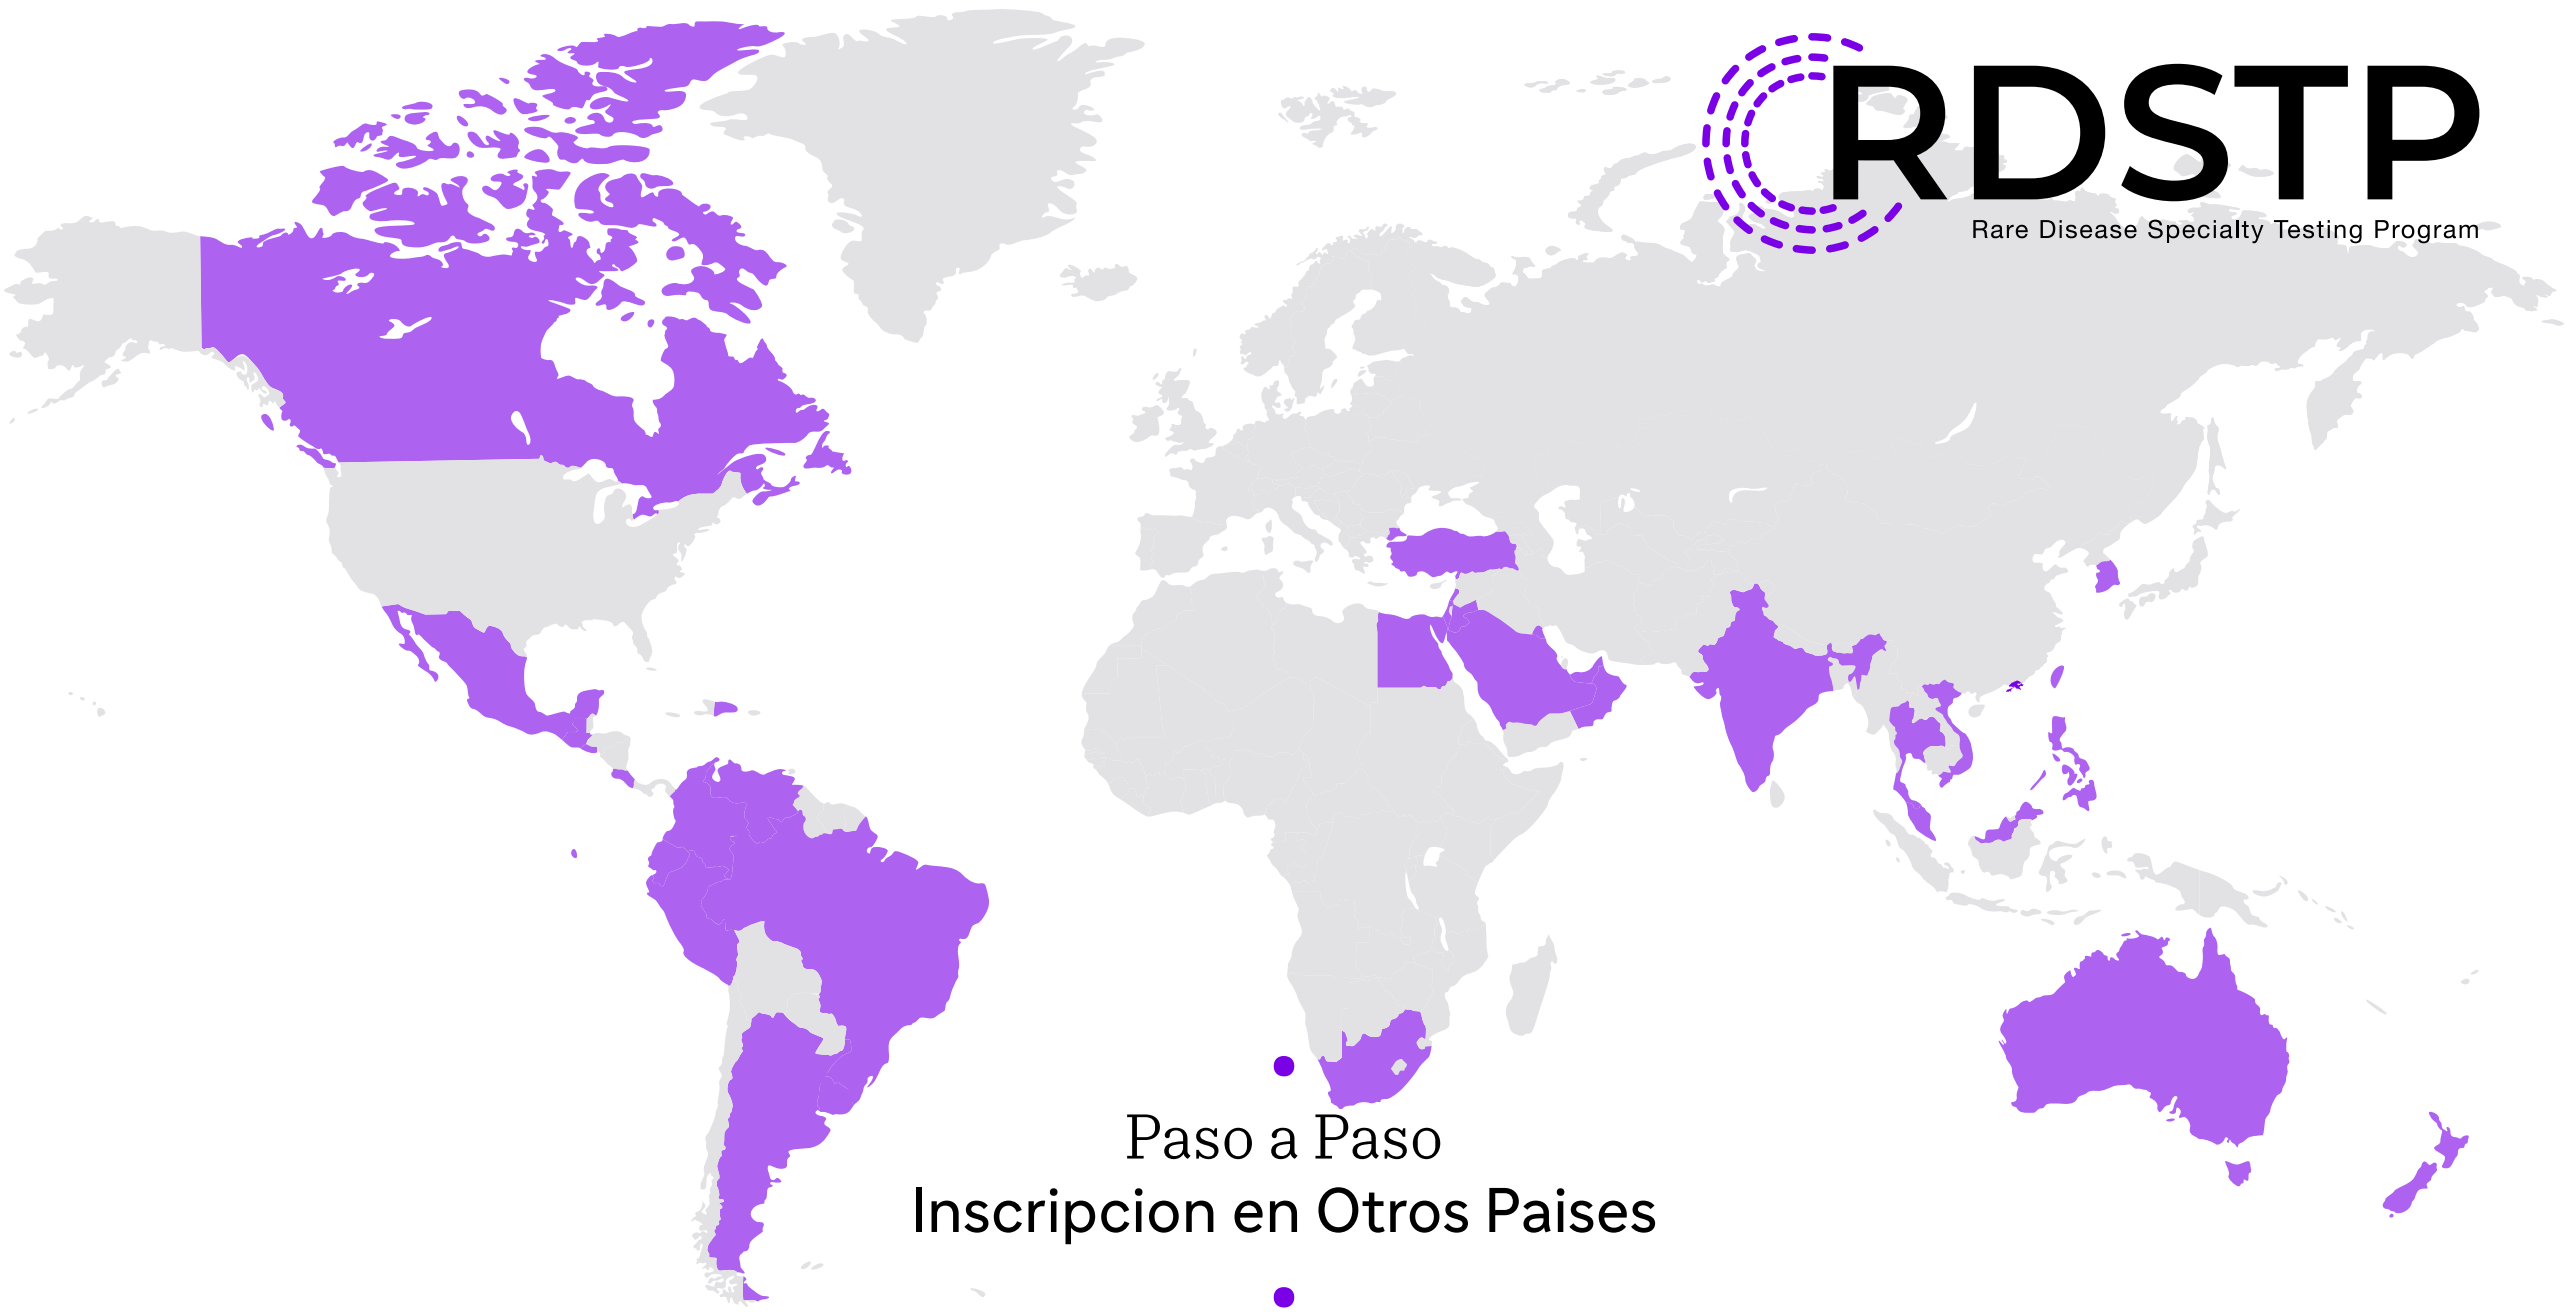 RDSTP
Rare Disease Specialty Testing Program
Paso a Paso
Inscripcion en Otros Paises